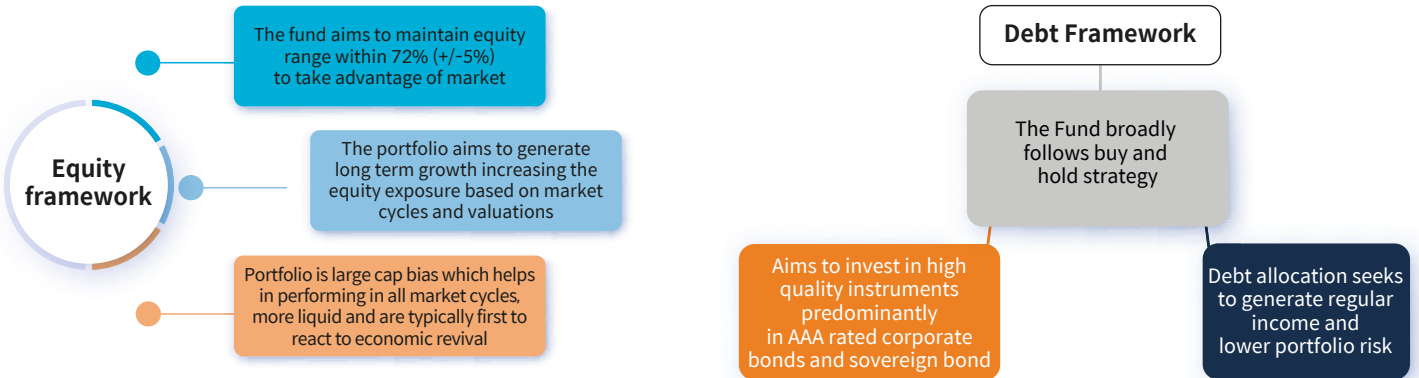 Equity
framework
The fund aims to maintain equity
range within 72% (+/-5%)
to take advantage of market
The portfolio aims to generate
long term growth increasing the
equity exposure based on market
cycles and valuations
Portfolio is large cap bias which helps
in performing in all market cycles,
more liquid and are typically first to
react to economic revival
Debt Framework
The Fund broadly
follows buy and
hold strategy
Aims to invest in high
quality instruments
predominantly
in AAA rated corporate
bonds and sovereign bond
Debt allocation seeks
to generate regular
income and
lower portfolio risk